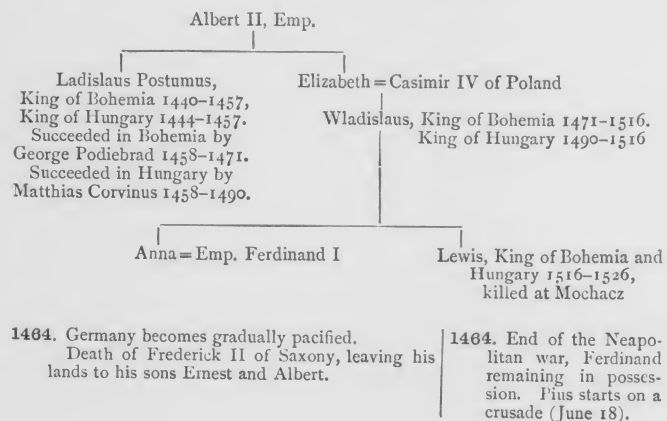 Albert II, Emp.
Ladislaus Postumus,
King of Bohemia 1440–1457,
King of Hungary 1444–1457.
Succeeded in Bohemia by
George Podiebrad 1458–1471.
Succeeded in Hungary by
Matthias Corvinus 1458–1490.
Elizabeth = Casimir IV of Poland
Wladislaus, King of Bohemia 1471–1516.
King of Hungary 1490–1516
Anna = Emp. Ferdinand I
Lewis, King of Bohemia and
Hungary 1516–1526,
killed at Mochacz
1464. Germany becomes gradually pacified.
Death of Frederick II of Saxony, leaving his
lands to his sons Ernest and Albert.
1464. End of the Neapo-
litan war, Ferdinand
remaining in posses-
sion. Pius starts on a
crusade (June 18).